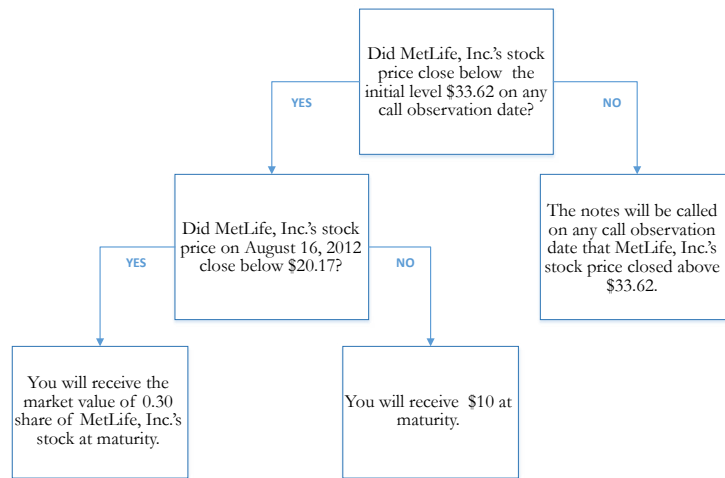 Did MetLife, Inc.'s stock
price close below the
initial level $33.62 on any
call observation date?
YES
NO
Did MetLife, Inc.'s stock
price on August 16, 2012
close below $20.17?
The notes will be called
on any call observation
date that MetLife, Inc.'s
stock price closed above
$33.62.
YES
NO
You will receive the
market value of 0.30
share of MetLife, Inc.'s
stock at maturity.
You will receive $10 at
maturity.